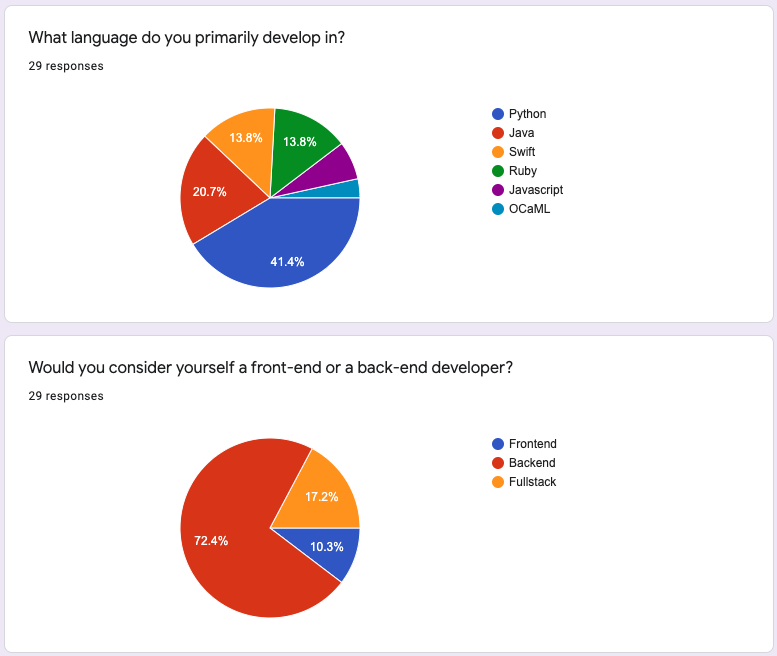 What language do you primarily develop in?
29 responses
13.8%
13.8%
20.7%
41.4%
Python
Java
Swift
Ruby
Javascript
OCaML
Would you consider yourself a front-end or a back-end developer?
29 responses
17.2%
72.4%
10.3%
Frontend
Backend
Fullstack